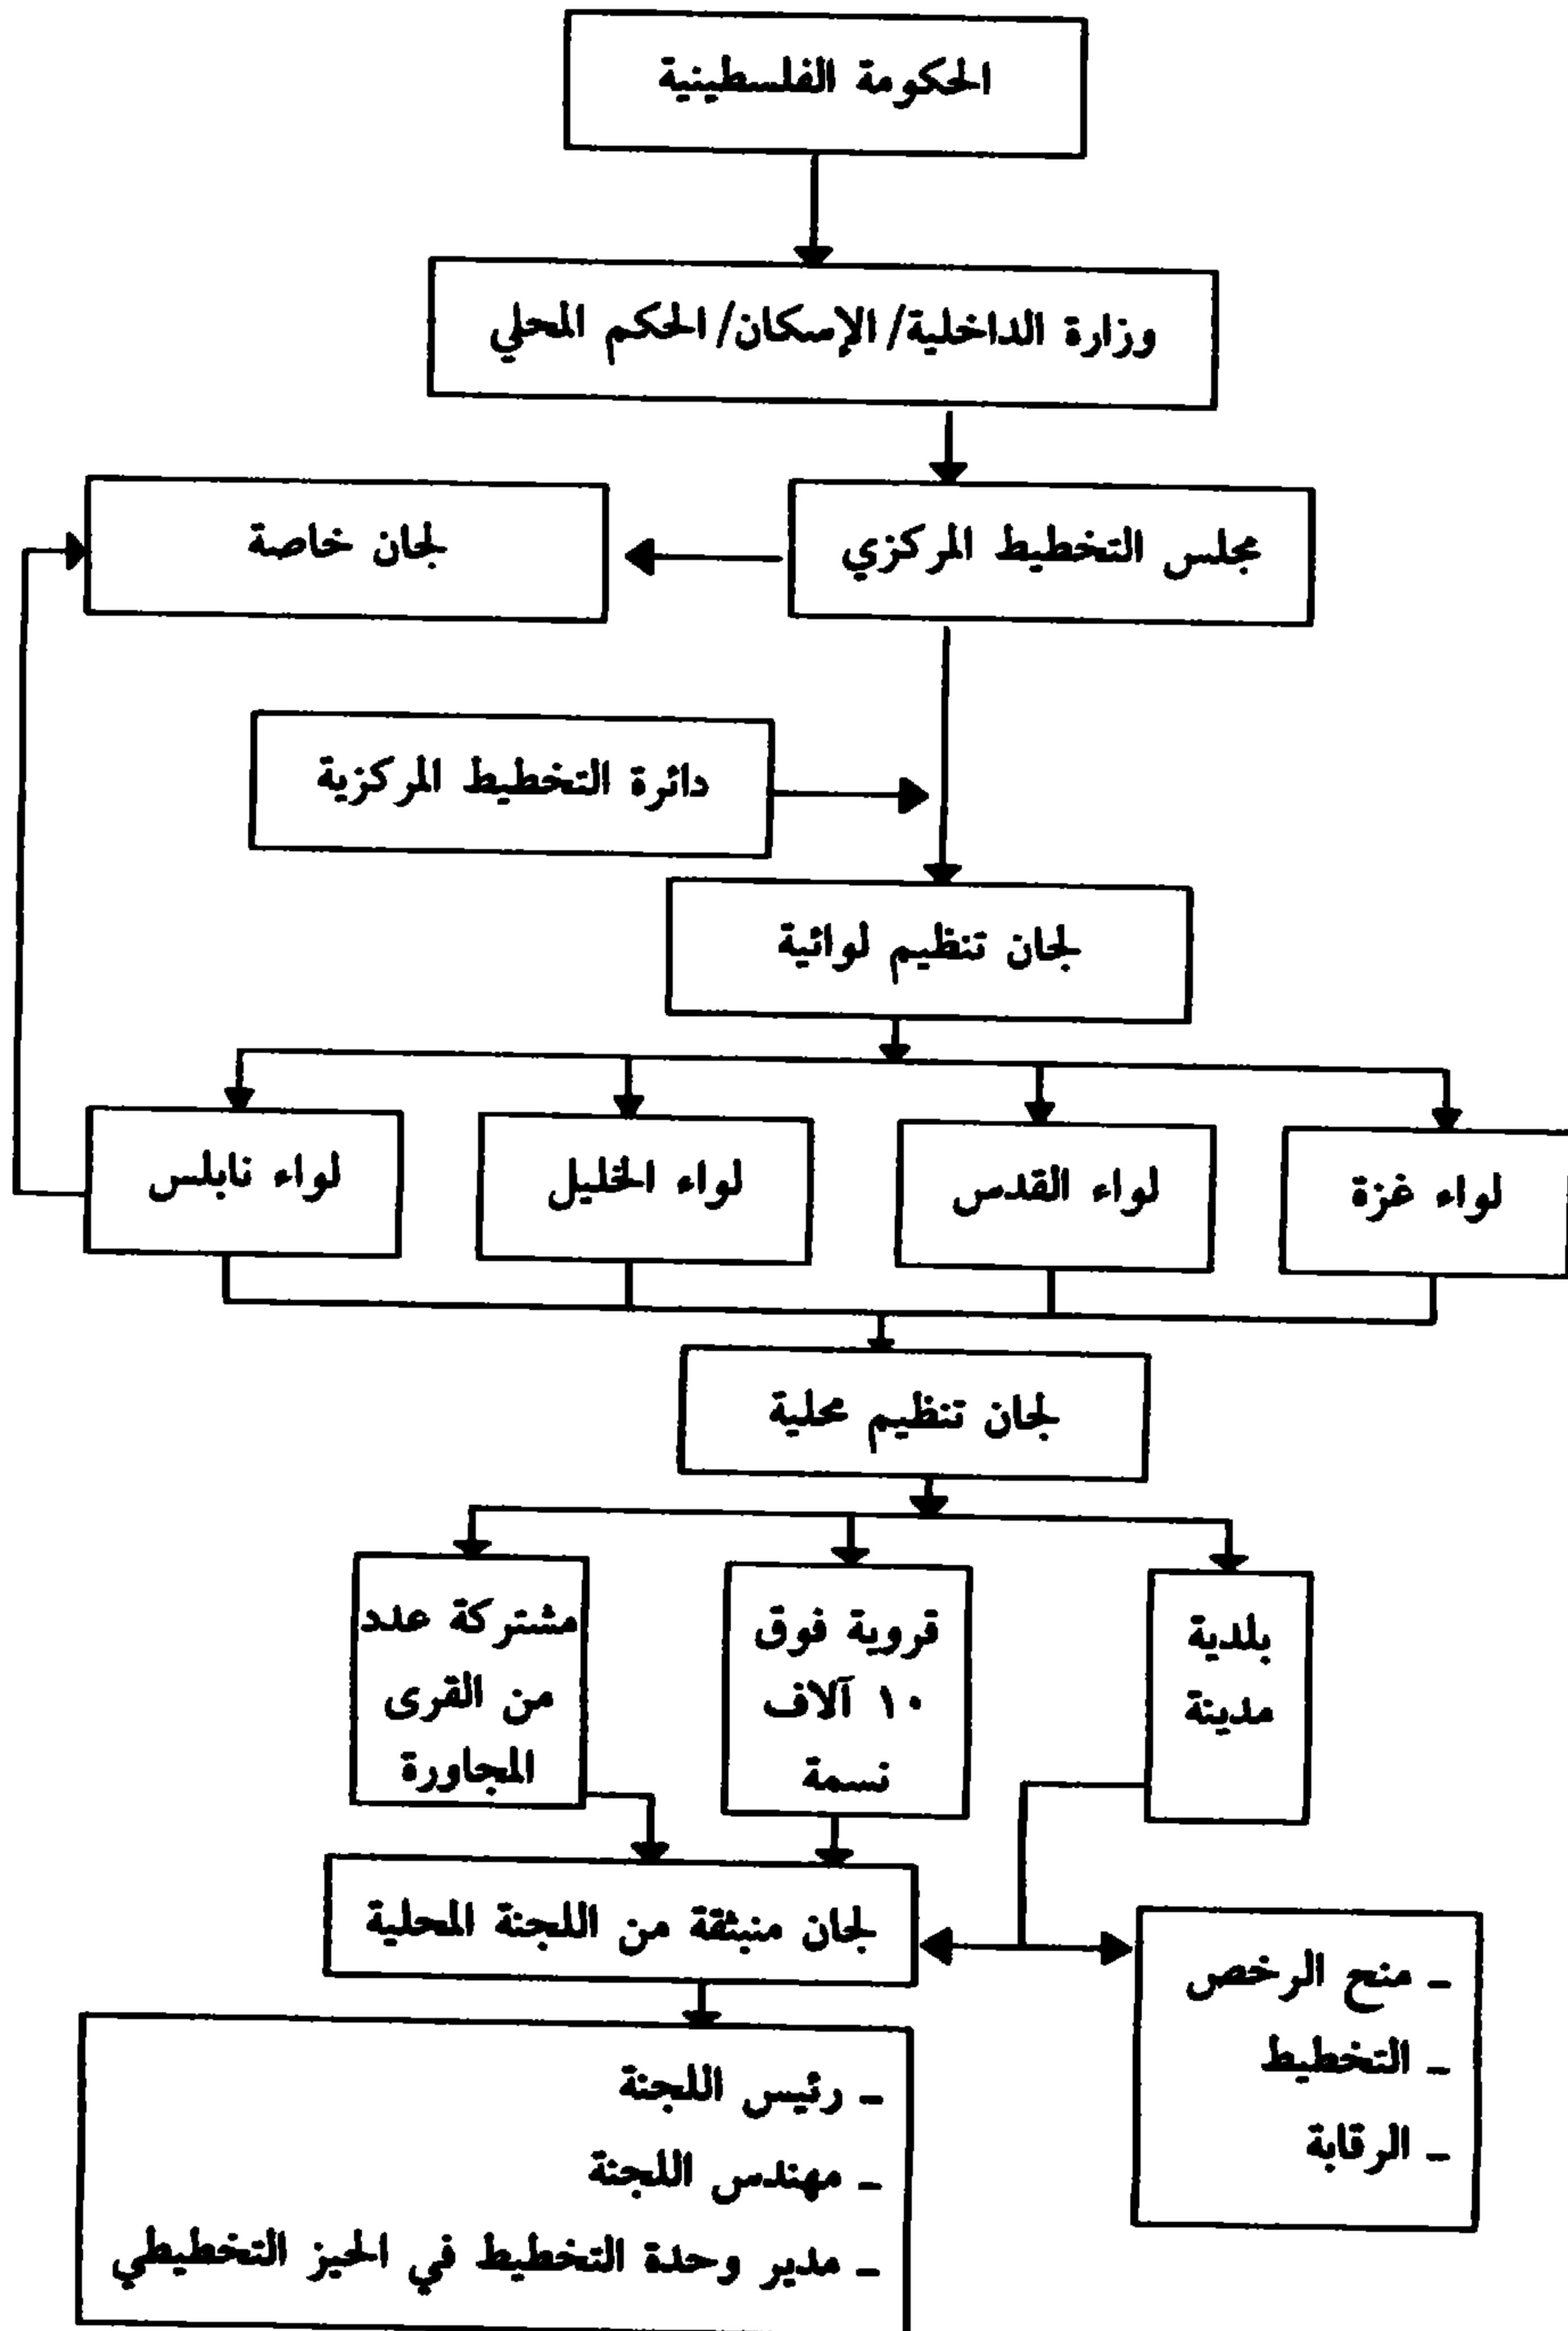 الحكومة الفلسطينية
وزارة الداخلية/الإسكان/الحكم المحلي
مجلس التخطيط المركزي
لجان خاصة
دائرة التخطيط المركزية
لجان تنظيم لوائية
لواء غزة
لواء القدس
لواء الخليل
لواء نابلس
لجان تنظيم محلية
بلدية
مدينة
قروية فوق
١٠ آلاف
نسمة
مشتركة عدد
من القرى
المجاورة
لجان منبثقة من اللجنة المحلية
- منح الرخص
- التخطيط
- الرقابة
- رئيس اللجنة
- مهندس اللجنة
- مدير وحدة التخطيط في الحيز التخطيطي